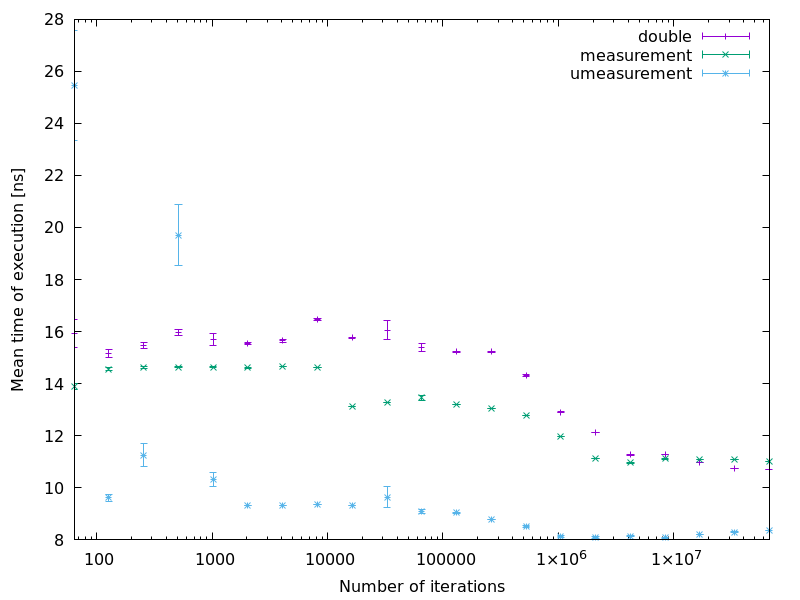 28
26
24
22
20
18
16
14
12
10
8
Mean time of execution [ns]
double
measurement
umeasurement
100 1000 10000 100000 1×10⁶ 1×10⁷
Number of iterations